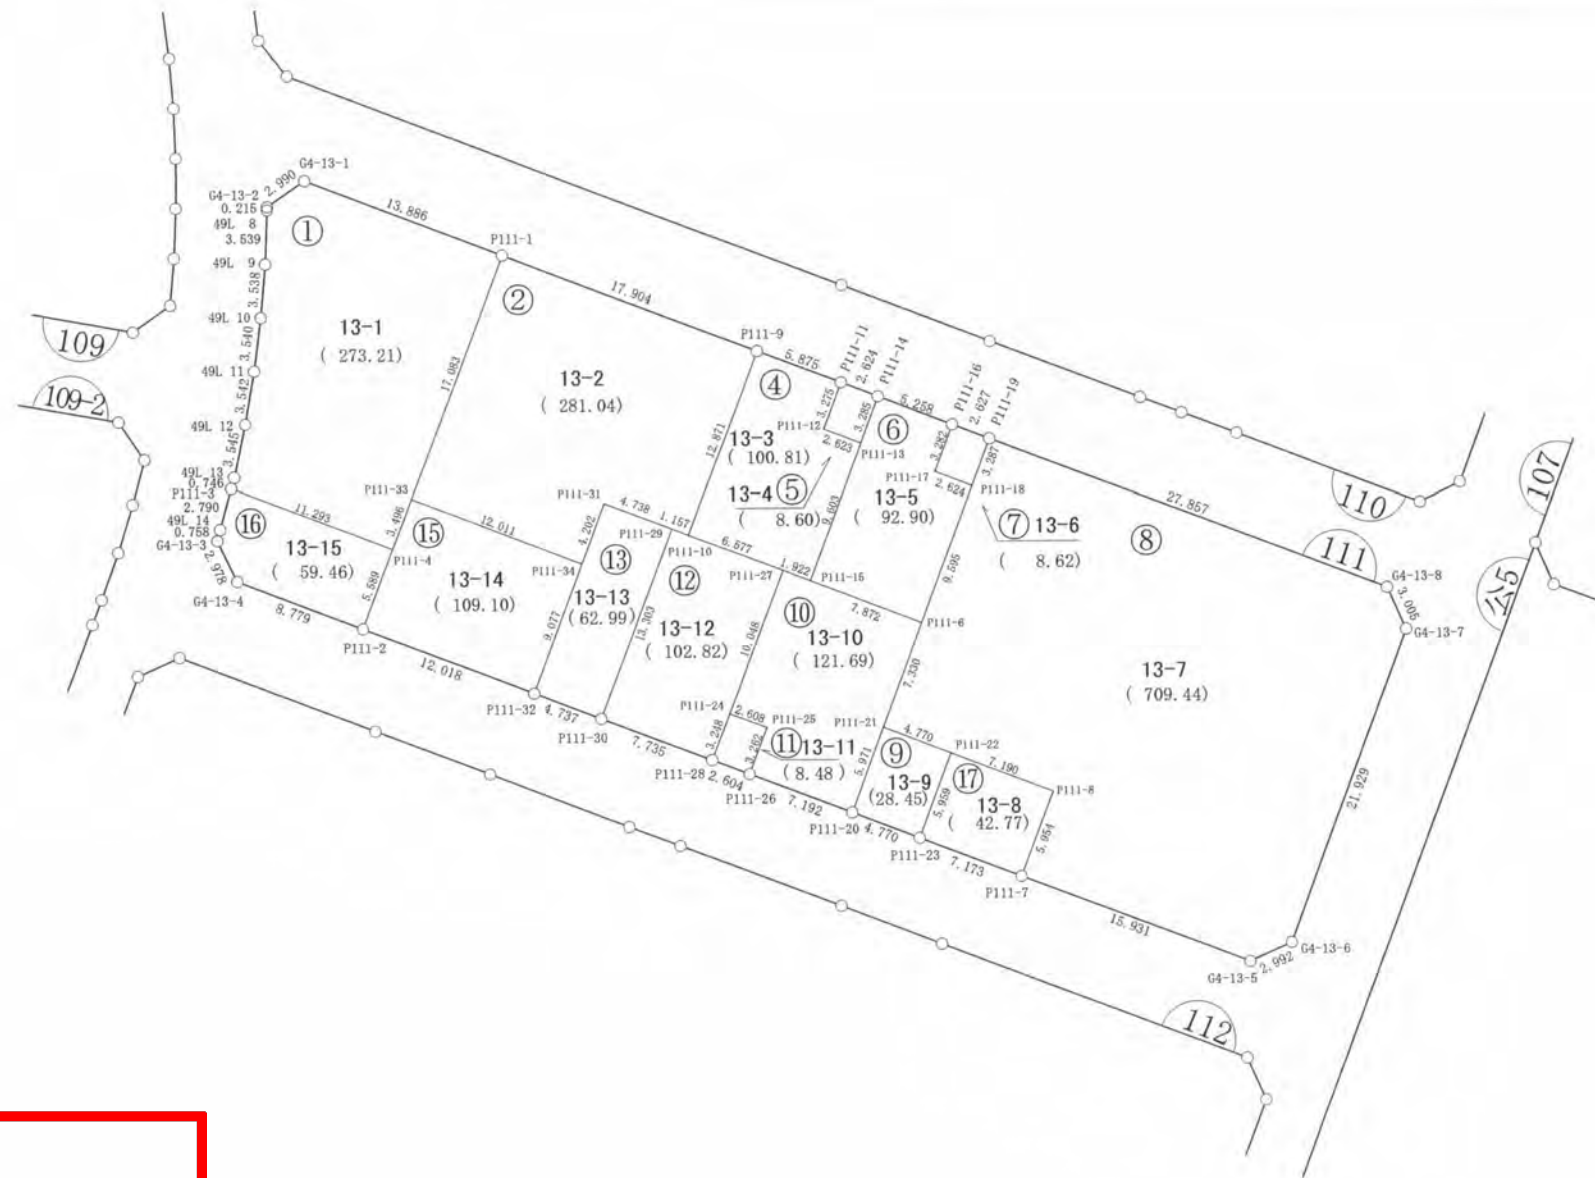 G4-13-1
2.990
G4-13-2
0.215
49L 8
3.539
①
13.886
P111-1
49L 9
3.538
②
17.904
49L 10
3.540
13-1
( 273.21)
109
P111-9
5.875
P111-11
2.624
P111-14
49L 11
3.542
17.083
13-2
( 281.04)
④
3.275
3.285
5.258
P111-16
2.627
P111-19
109-2
49L 12
3.545
12.871
P111-12
2.623
P111-13
⑥
3.282
3.287
13-3
( 100.81)
49L 13
0.746
P111-3
2.790
49L 14
0.758
G4-13-3
2.978
G4-13-4
P111-33
P111-31
4.738
1.157
13-4
⑤
( 8.60)
9.603
13-5
( 92.90)
P111-17
2.624
P111-18
27.857
110
107
⑯
11.293
3.496
⑮
12.011
4.202
P111-29
P111-10
6.577
⑦
13-6
( 8.62)
⑧
111
13-15
( 59.46)
P111-4
P111-34
⑬
⑫
P111-27
1.922
P111-15
9.595
G4-13-8
3.005
G4-13-7
公5
13-14
( 109.10)
5.589
13-13
(62.99)
13.303
⑩
7.872
P111-6
8.779
P111-2
9.077
13-12
( 102.82)
10.048
13-10
( 121.69)
7.330
13-7
( 709.44)
12.018
P111-32
4.737
P111-30
P111-24
2.608
P111-25
P111-21
4.770
P111-22
7.735
3.248
3.262
⑪
13-11
(8.48 )
5.971
⑨
7.190
P111-8
P111-28
2.604
P111-26
7.192
13-9
(28.45)
5.959
⑰
13-8
( 42.77)
5.954
21.929
P111-20
4.770
P111-23
7.173
P111-7
15.931
G4-13-5
2.992
G4-13-6
112